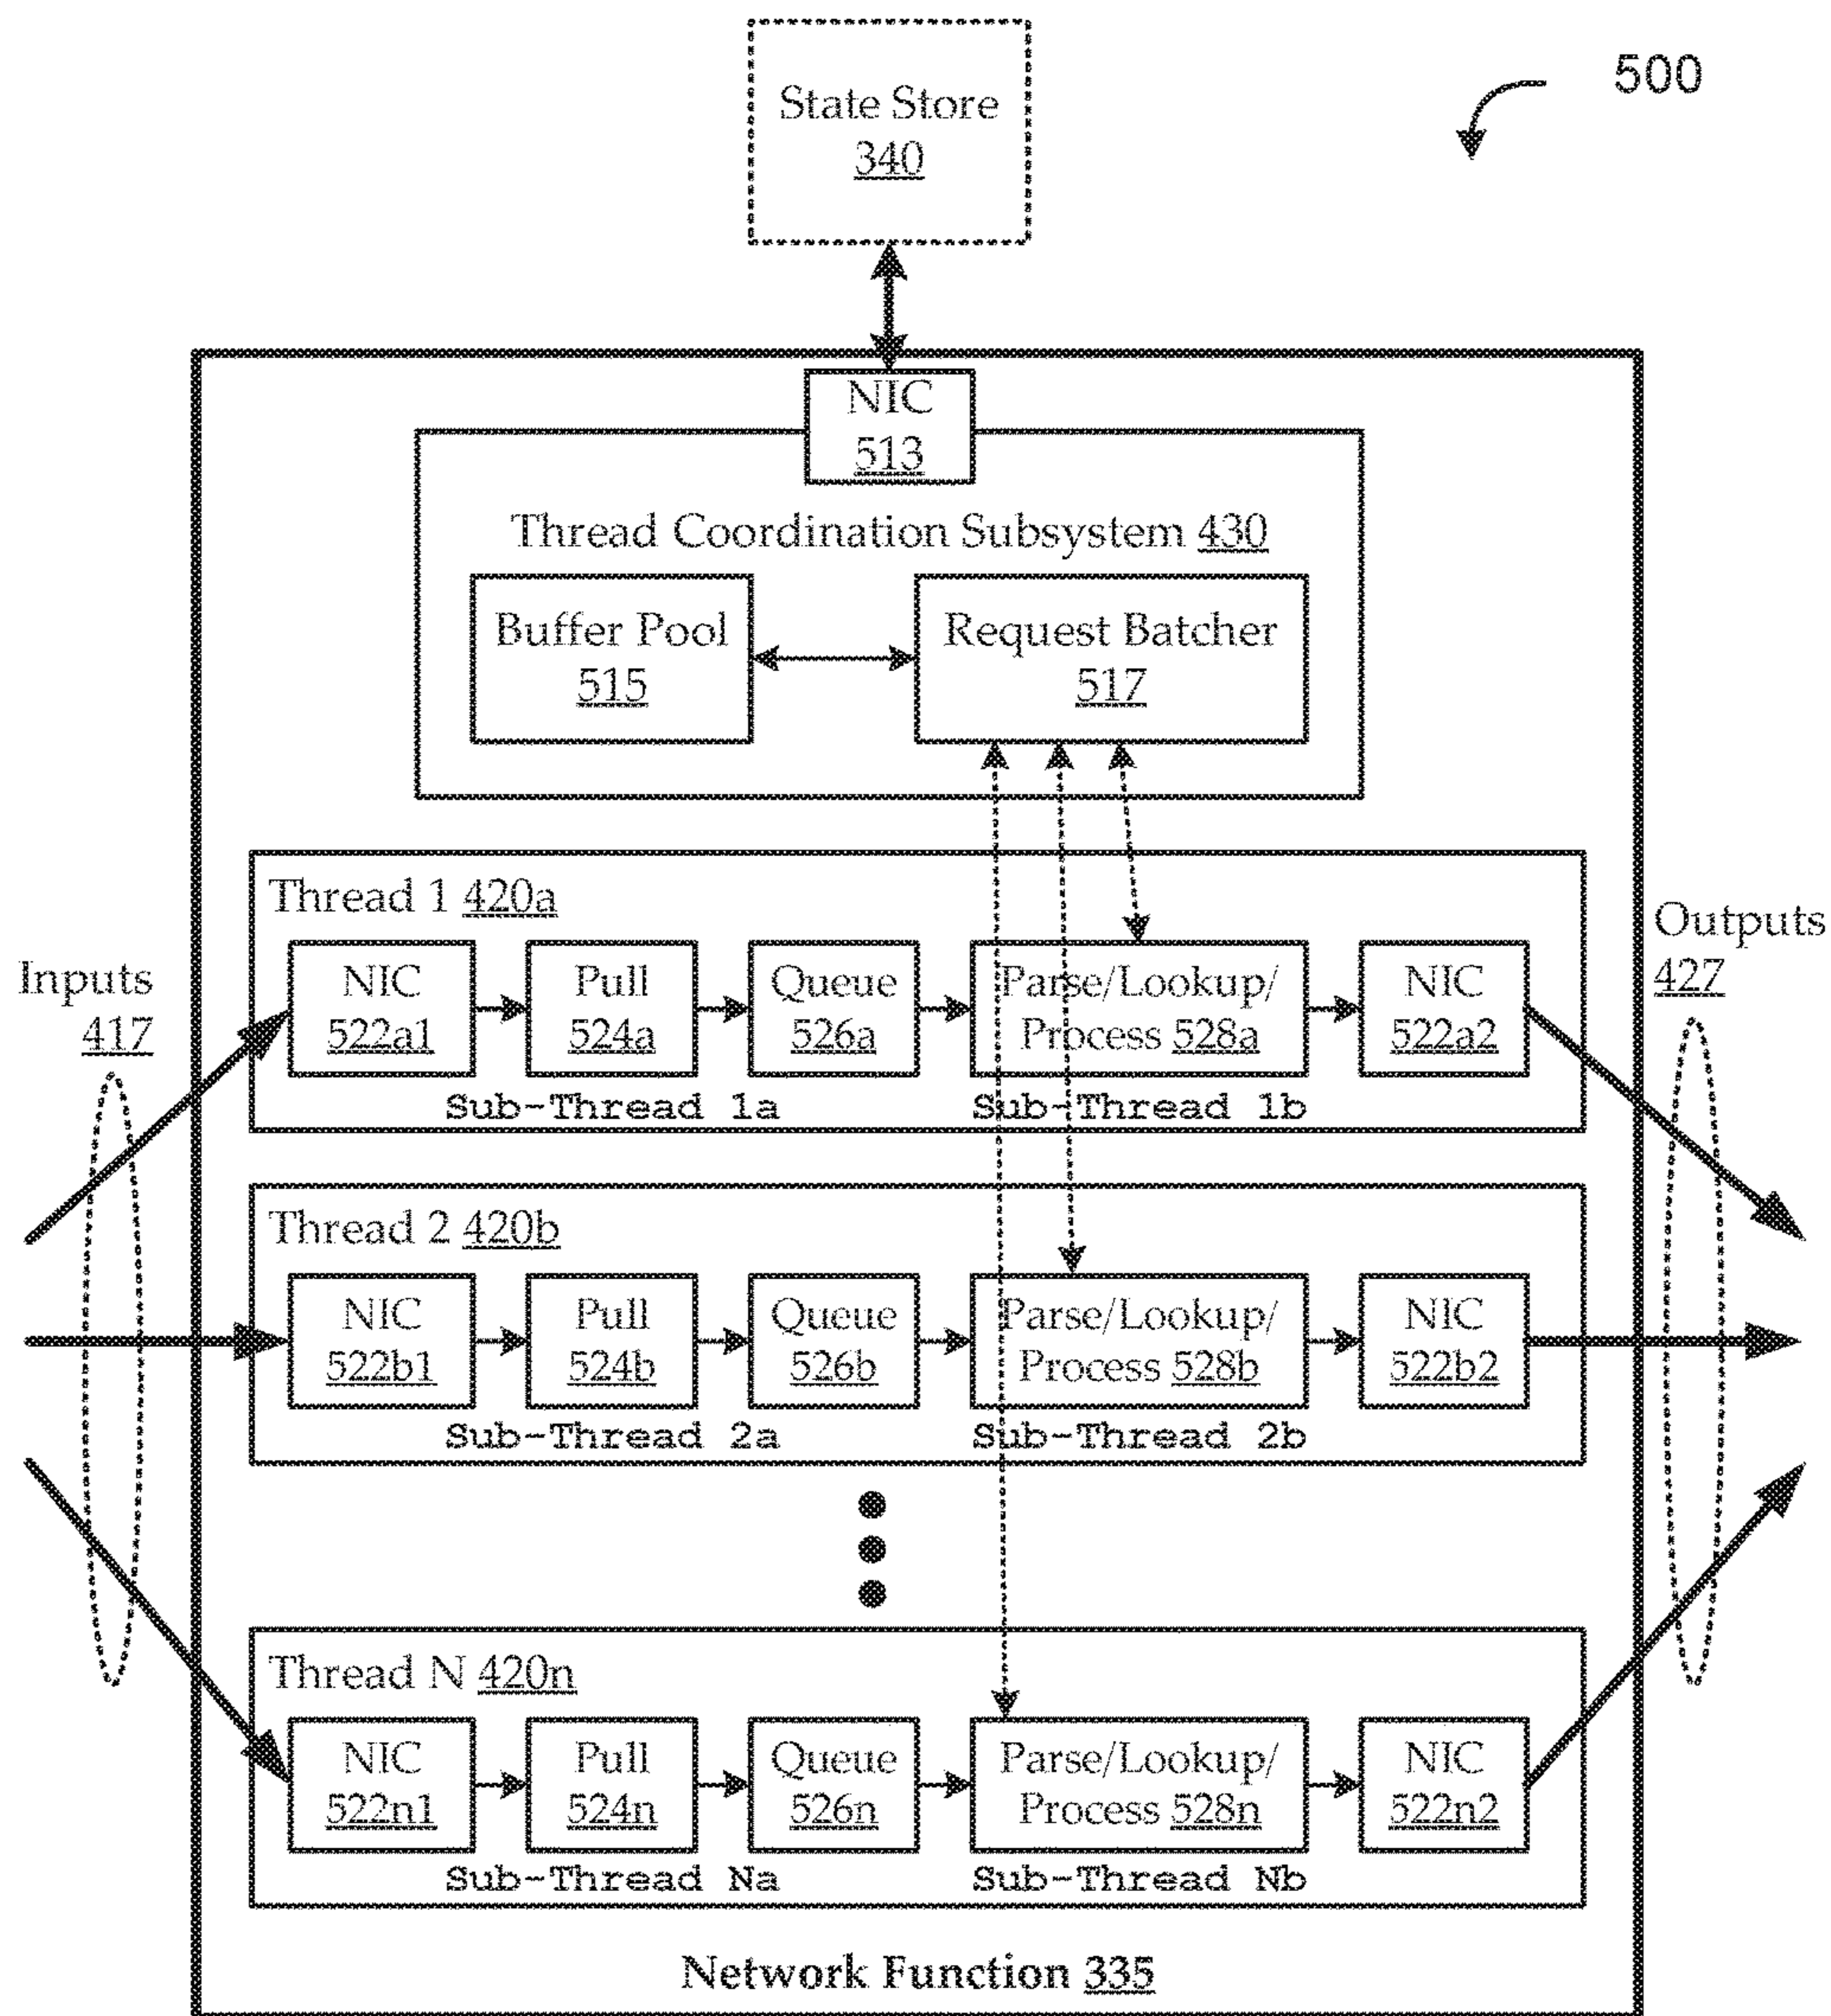 500
State Store
340
NIC
513
Thread Coordination Subsystem 430
Buffer Pool
515
Request Batcher
517
Inputs
417
Outputs
427
Thread 1 420a
NIC
522a1
Pull
524a
Queue
526a
Parse/Lookup/
Process 528a
NIC
522a2
Sub-Thread 1a
Sub-Thread 1b
Thread 2 420b
NIC
522b1
Pull
524b
Queue
526b
Parse/Lookup/
Process 528b
NIC
522b2
Sub-Thread 2a
Sub-Thread 2b
Thread N 420n
NIC
522n1
Pull
524n
Queue
526n
Parse/Lookup/
Process 528n
NIC
522n2
Sub-Thread Na
Sub-Thread Nb
Network Function 335